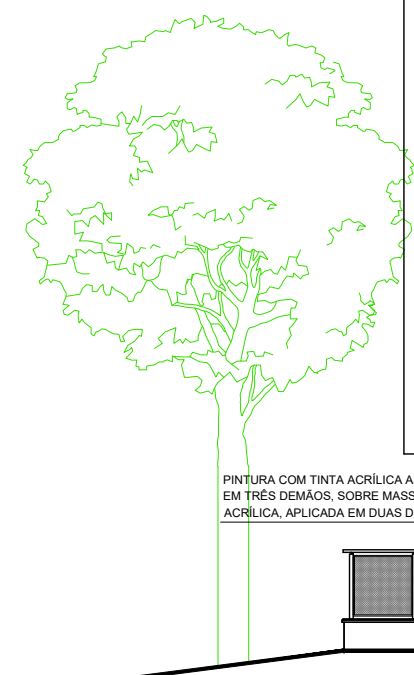 PINTURA COM TINTA ACRÍLICA A
EM TRÊS DEMÃOS, SOBRE MASS
ACRÍLICA, APLICADA EM DUAS D